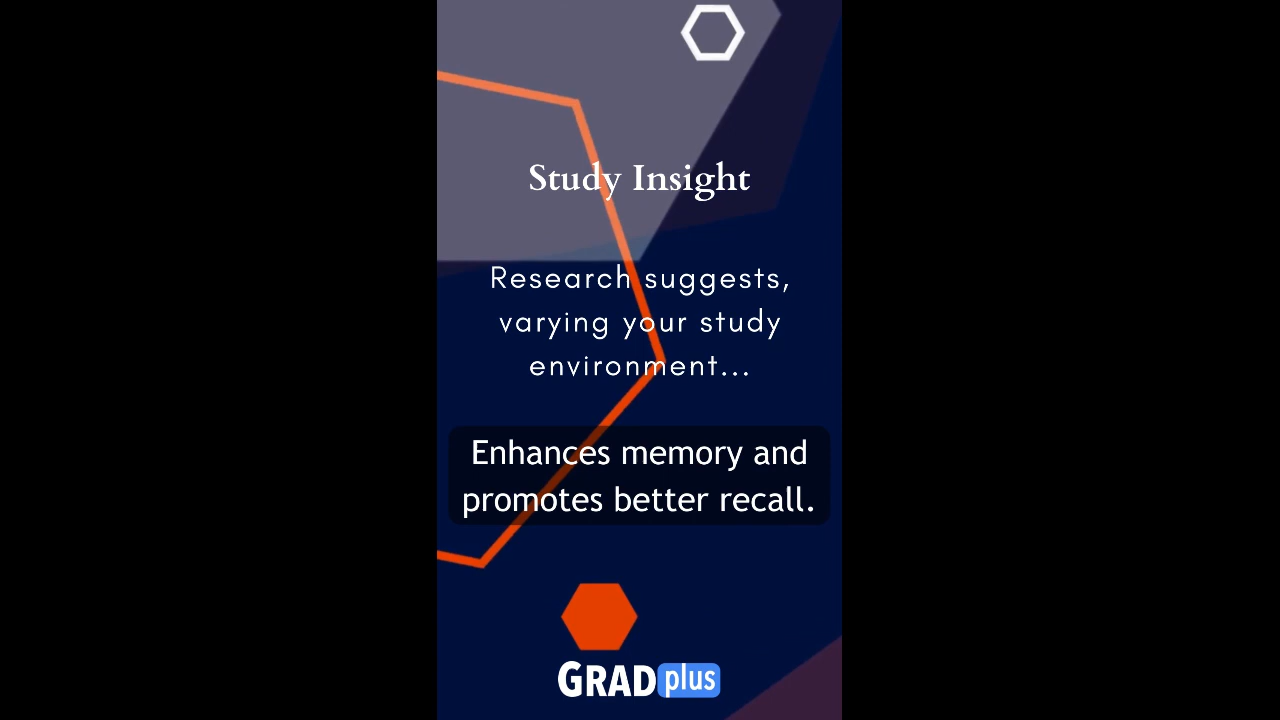 Study Insight
Research suggests,
varying your study
environment...
Enhances memory and
promotes better recall.
GRAD plus